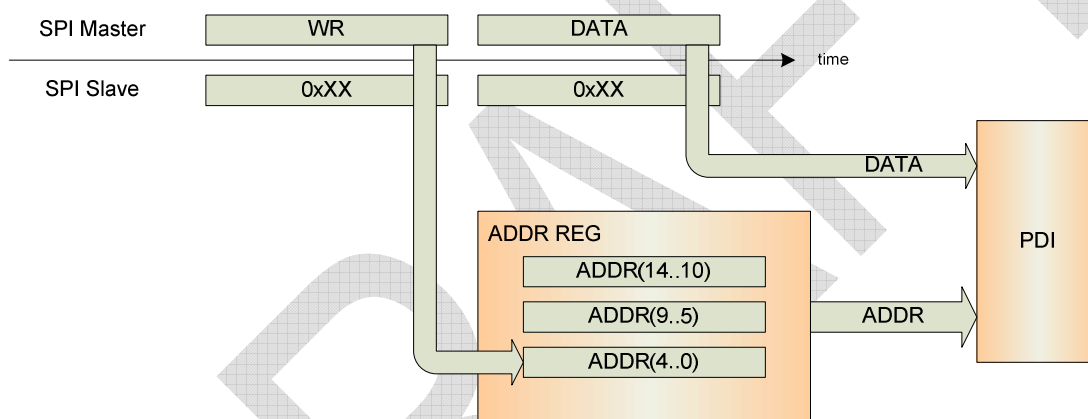 SPI Master
WR
DATA
time
SPI Slave
0xXX
0xXX
DATA
ADDR REG
PDI
ADDR(14..10)
ADDR(9..5)
ADDR
ADDR(4..0)